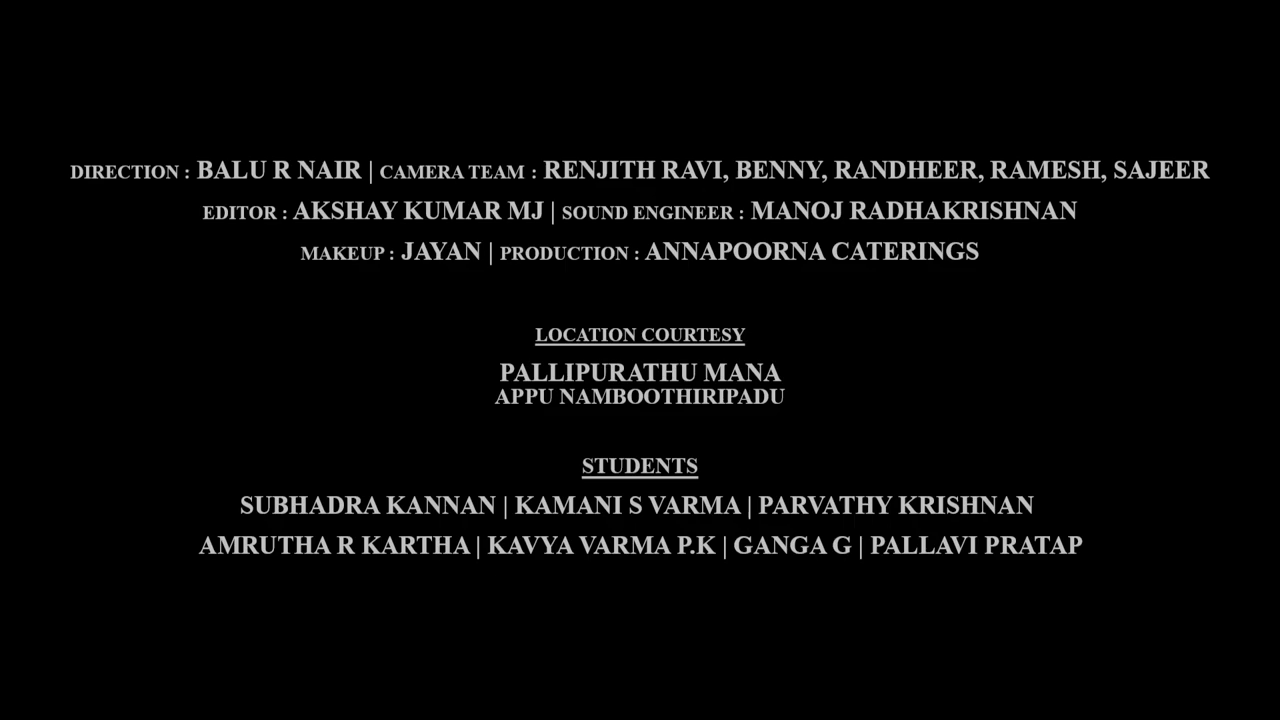 DIRECTION : BALU R NAIR | CAMERA TEAM : RENJITH RAVI, BENNY, RANDHEER, RAMESH, SAJEER
EDITOR : AKSHAY KUMAR MJ | SOUND ENGINEER : MANOJ RADHAKRISHNAN
MAKEUP : JAYAN | PRODUCTION : ANNAPOORNA CATERINGS
LOCATION COURTESY
PALLIPURATHU MANA
APPU NAMBOOTHIRIPADU
STUDENTS
SUBHADRA KANNAN | KAMANI S VARMA | PARVATHY KRISHNAN
AMRUTHA R KARTHA | KAVYA VARMA P.K | GANGA G | PALLAVI PRATAP